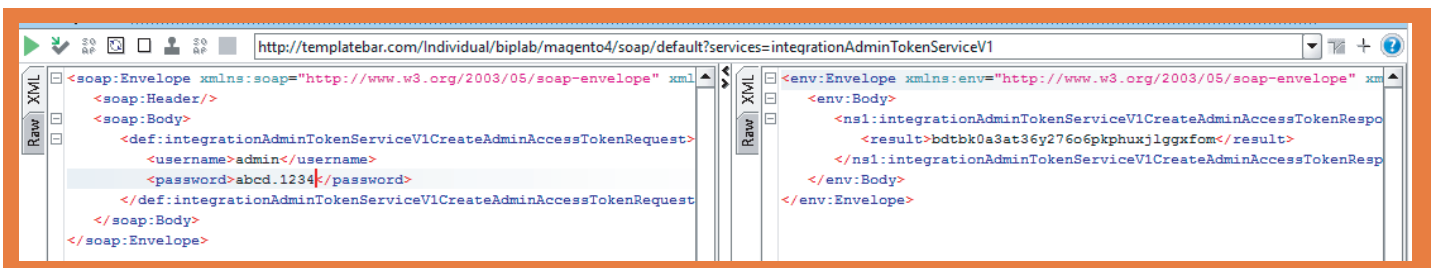 http://templatebar.com/Individual/biplab/magento4/soap/default?services=integrationAdminTokenServiceV1
XML
Raw
<soap:Envelope xmlns:soap="http://www.w3.org/2003/05/soap-envelope" xml
<soap:Header/>
<soap:Body>
<def:integrationAdminTokenServiceV1CreateAdminAccessTokenRequest>
<username>admin</username>
<password>abcd.1234</password>
</def:integrationAdminTokenServiceV1CreateAdminAccessTokenRequest
</soap:Body>
</soap:Envelope>
XML
Raw
<env:Envelope xmlns:env="http://www.w3.org/2003/05/soap-envelope" xm
<env:Body>
<ns1:integrationAdminTokenServiceV1CreateAdminAccessTokenRespo
<result>bdtbk0a3at36y276o6pkphuxjlggxfom</result>
</ns1:integrationAdminTokenServiceV1CreateAdminAccessTokenResp
</env:Body>
</env:Envelope>